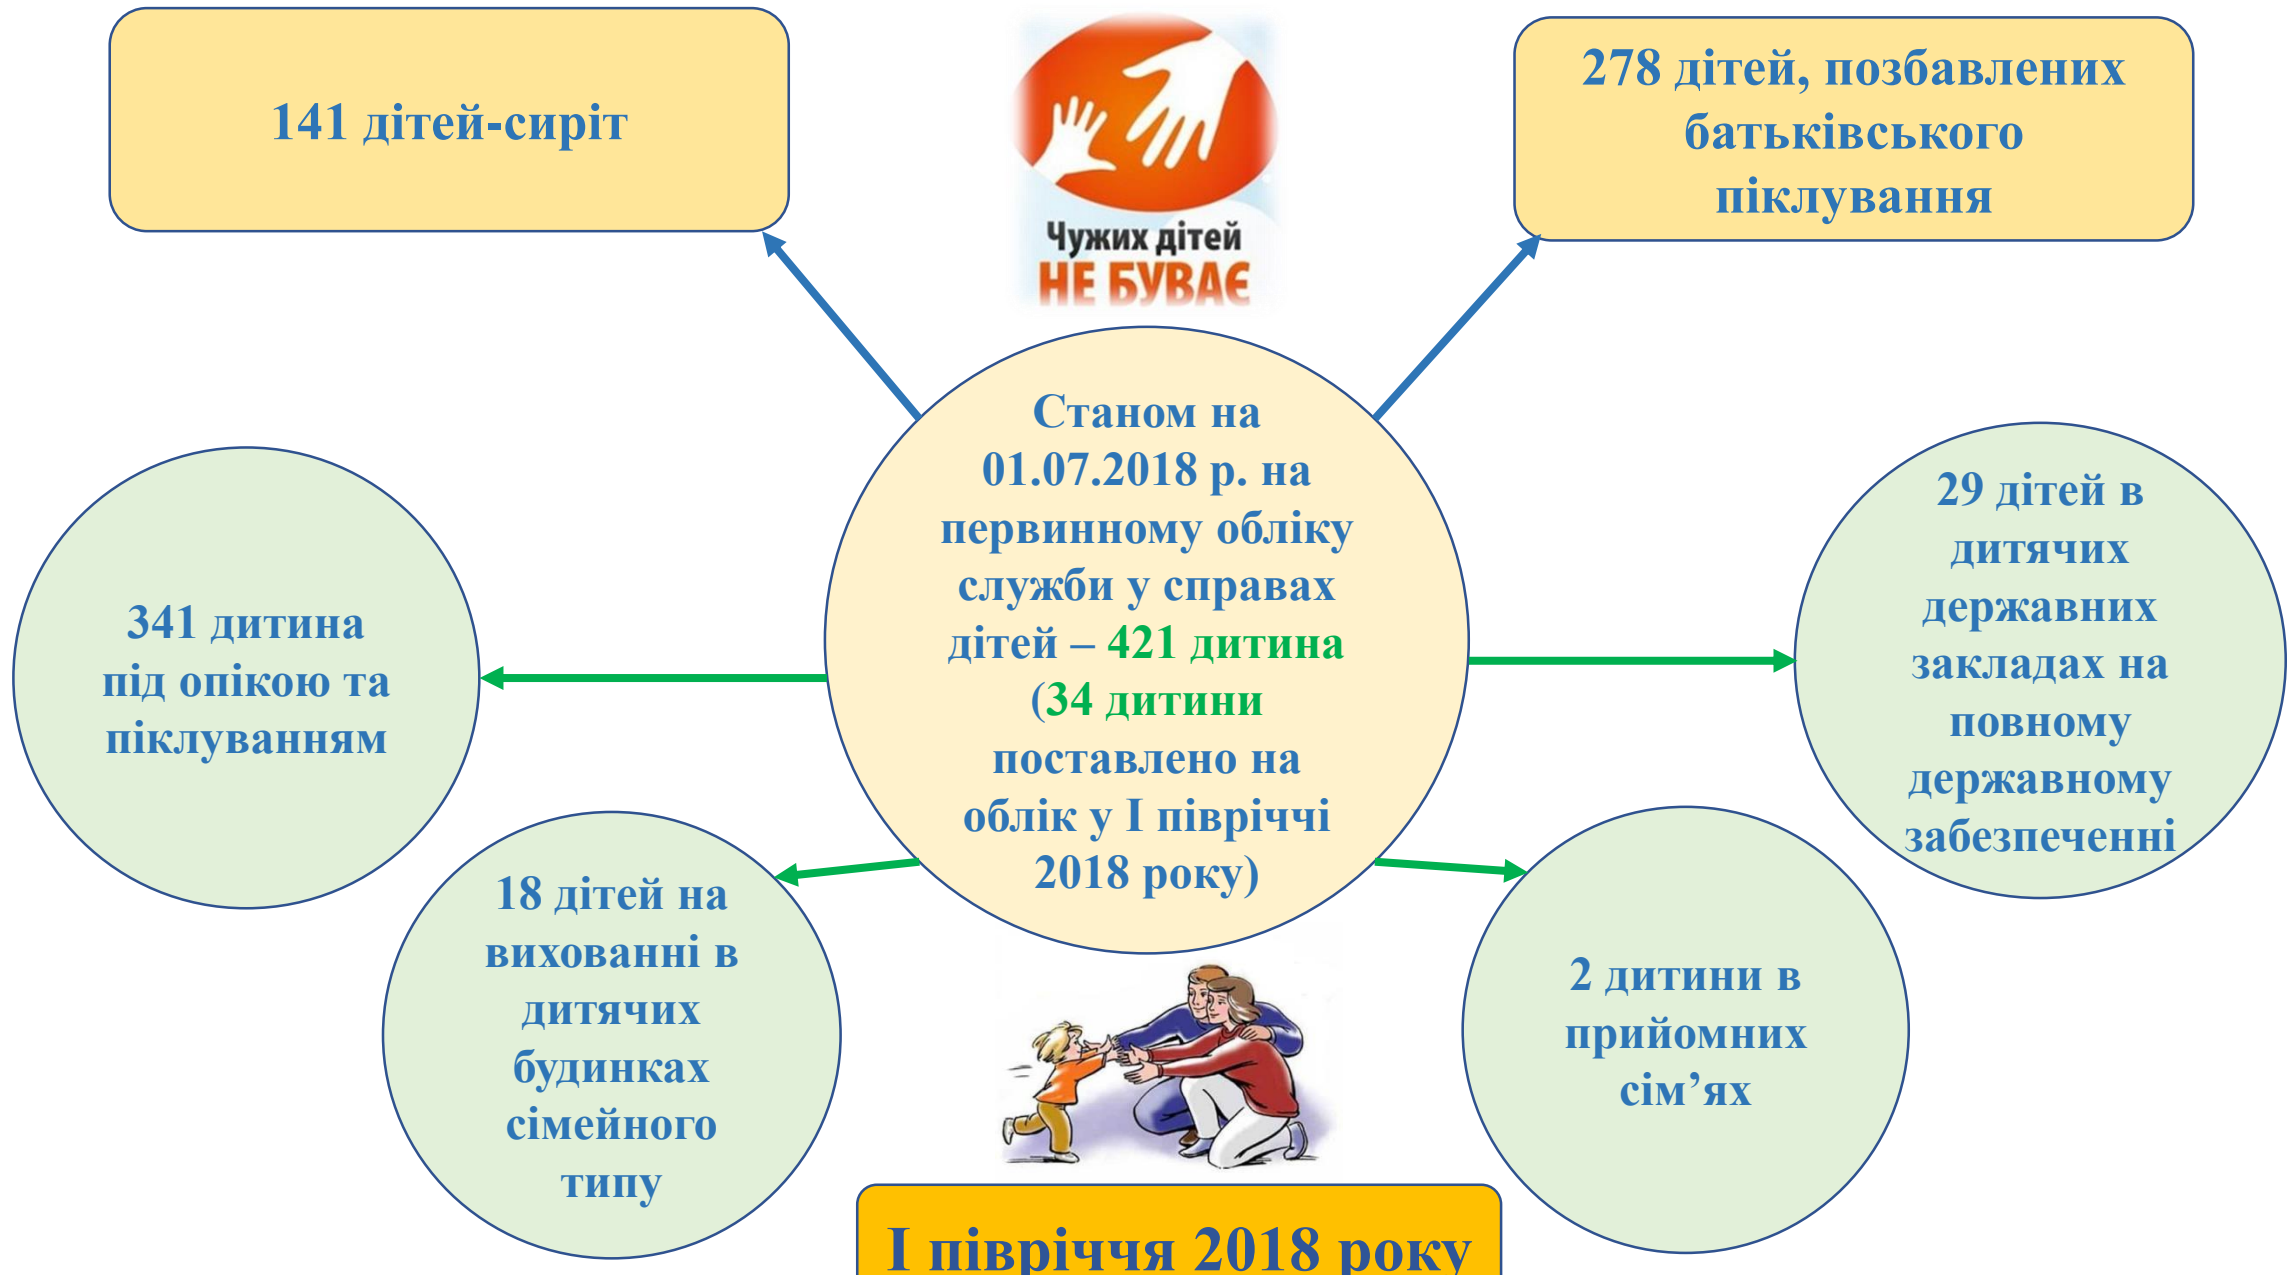 141 дітей-сиріт
Чужих дітей
НЕ БУВАЄ
278 дітей, позбавлених
батьківського
піклування
Станом на
01.07.2018 р. на
первинному обліку
служби у справах
дітей – 421 дитина
(34 дитини
поставлено на
облік у І півріччі
2018 року)
341 дитина
під опікою та
піклуванням
29 дітей в
дитячих
державних
закладах на
повному
державному
забезпеченні
18 дітей на
вихованні в
дитячих
будинках
сімейного
типу
2 дитини в
прийомних
сім’ях
І півріччя 2018 року